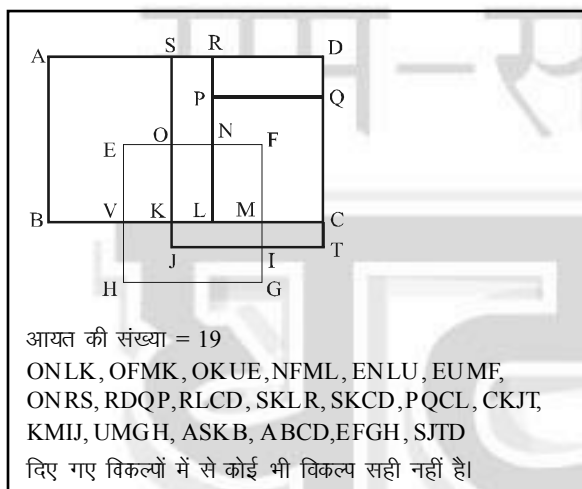 S R
A D
P Q
E O N F
B V K L M C
J I T
H G
आयत की संख्या = 19
ONLK, OFMK, OKUE, NFML, ENLU, EUMF,
ONRS, RDQP, RLCD, SKLR, SKCD, PQCL, CKJT,
KMIJ, UMGH, ASKB, ABCD, EFGH, SJTD
दिए गए विकल्पों में से कोई भी विकल्प सही नहीं है।